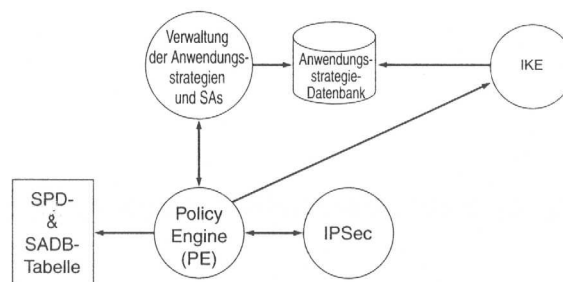 Verwaltung
der Anwendungs-
strategien
und SAs
Anwendungs-
strategie-
Datenbank
IKE
SPD-
&
SADB-
Tabelle
Policy
Engine
(PE)
IPSec